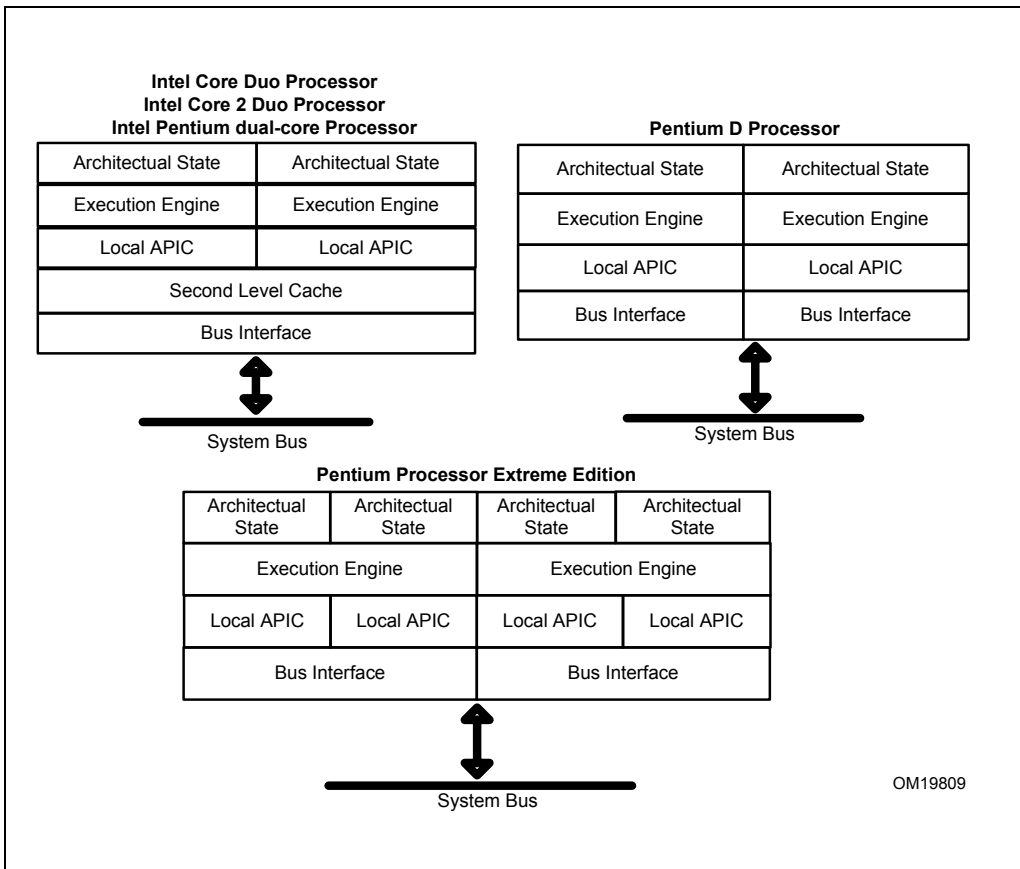 Intel Core Duo Processor
Intel Core 2 Duo Processor
Intel Pentium dual-core Processor
Architectual State Architectual State
Execution Engine Execution Engine
Local APIC Local APIC
Second Level Cache
Bus Interface
System Bus
Pentium D Processor
Architectual State Architectual State
Execution Engine Execution Engine
Local APIC Local APIC
Bus Interface Bus Interface
System Bus
Pentium Processor Extreme Edition
Architectual Architectual Architectual Architectual
State State State State
Execution Engine Execution Engine
Local APIC Local APIC Local APIC Local APIC
Bus Interface Bus Interface
System Bus
OM19809